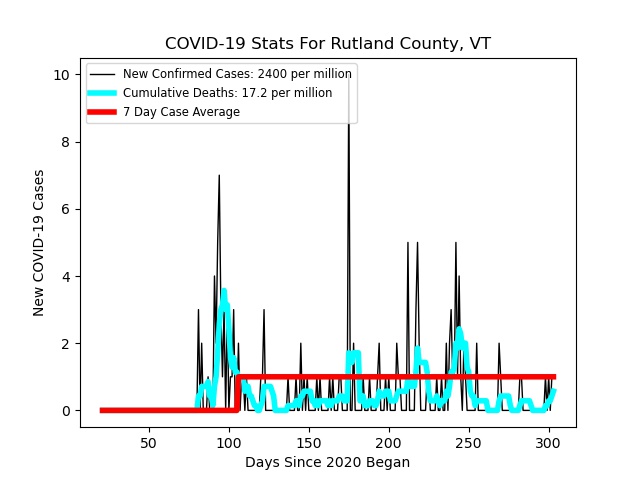 COVID-19 Stats For Rutland County, VT
New Confirmed Cases: 2400 per million
Cumulative Deaths: 17.2 per million
7 Day Case Average
10
8
6
4
2
0
New COVID-19 Cases
50 100 150 200 250 300
Days Since 2020 Began